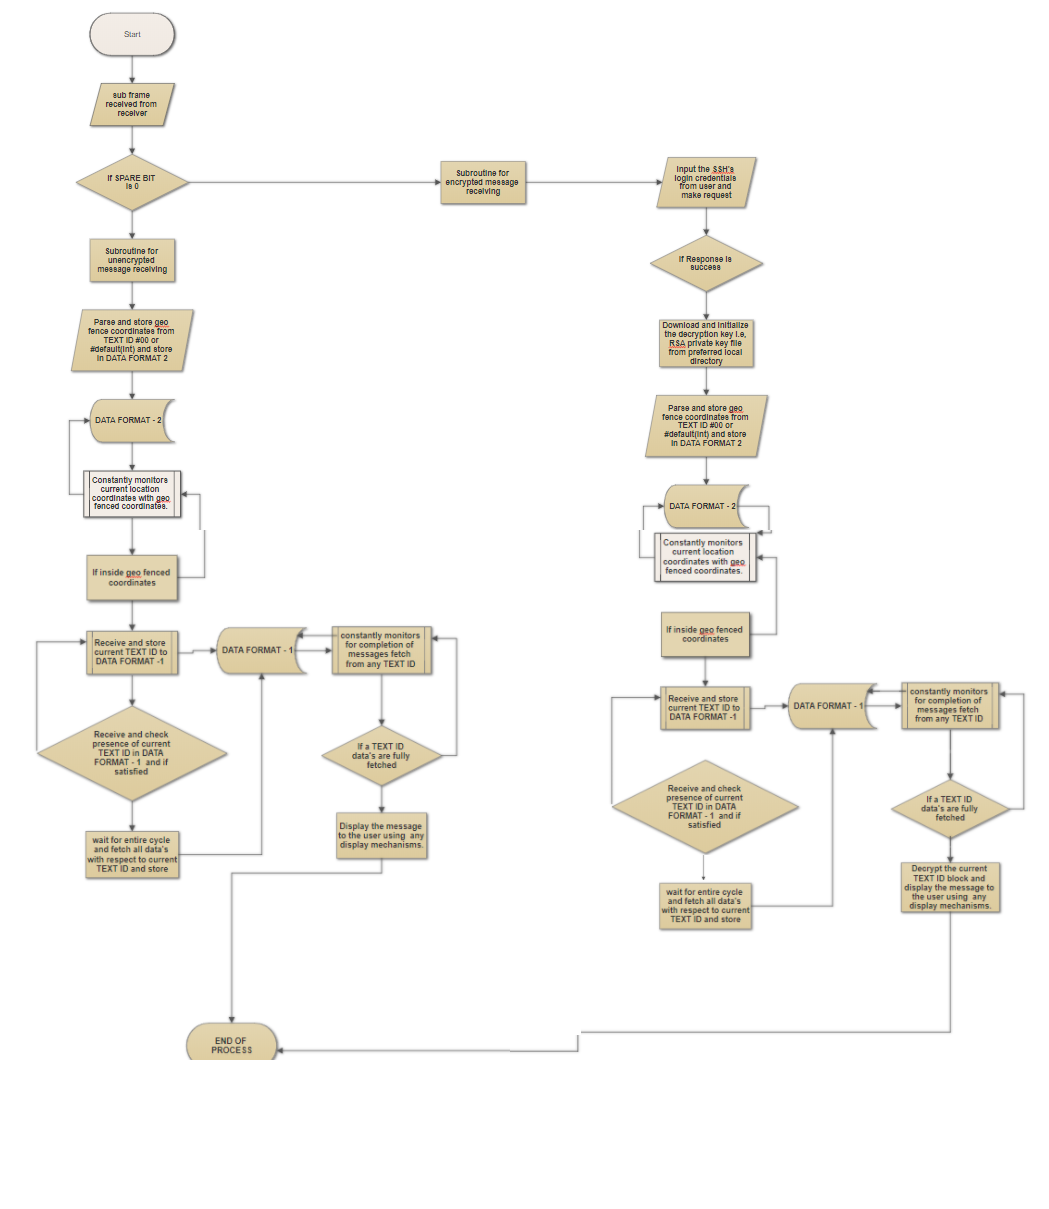 Start
sub frame
received from
receiver
If SPARE BIT
is 0
Subroutine for
encrypted message
receiving
Input the SSH's
login credentials
from user and
make request
Subroutine for
unencrypted
message receiving
If Response is
success
Parse and store geo
fence coordinates from
TEXT ID #00 or
#default(int) and store
in DATA FORMAT 2
Download and initialize
the decryption key i.e,
RSA private key file
from preferred local
directory
DATA FORMAT - 2
Parse and store geo
fence coordinates from
TEXT ID #00 or
#default(int) and store
in DATA FORMAT 2
Constantly monitors
current location
coordinates with geo
fenced coordinates.
DATA FORMAT - 2
Constantly monitors
current location
coordinates with geo
fenced coordinates.
If inside geo fenced
coordinates
If inside geo fenced
coordinates
Receive and store
current TEXT ID to
DATA FORMAT -1
DATA FORMAT - 1
constantly monitors
for completion of
messages fetch
from any TEXT ID
Receive and store
current TEXT ID to
DATA FORMAT -1
DATA FORMAT - 1
constantly monitors
for completion of
messages fetch
from any TEXT ID
Receive and check
presence of current
TEXT ID in DATA
FORMAT - 1 and if
satisfied
If a TEXT ID
data's are fully
fetched
Receive and check
presence of current
TEXT ID in DATA
FORMAT - 1 and if
satisfied
If a TEXT ID
data's are fully
fetched
wait for entire cycle
and fetch all data's
with respect to current
TEXT ID and store
Display the message
to the user using any
display mechanisms.
wait for entire cycle
and fetch all data's
with respect to current
TEXT ID and store
Decrypt the current
TEXT ID block and
display the message to
the user using any
display mechanisms.
END OF
PROCESS